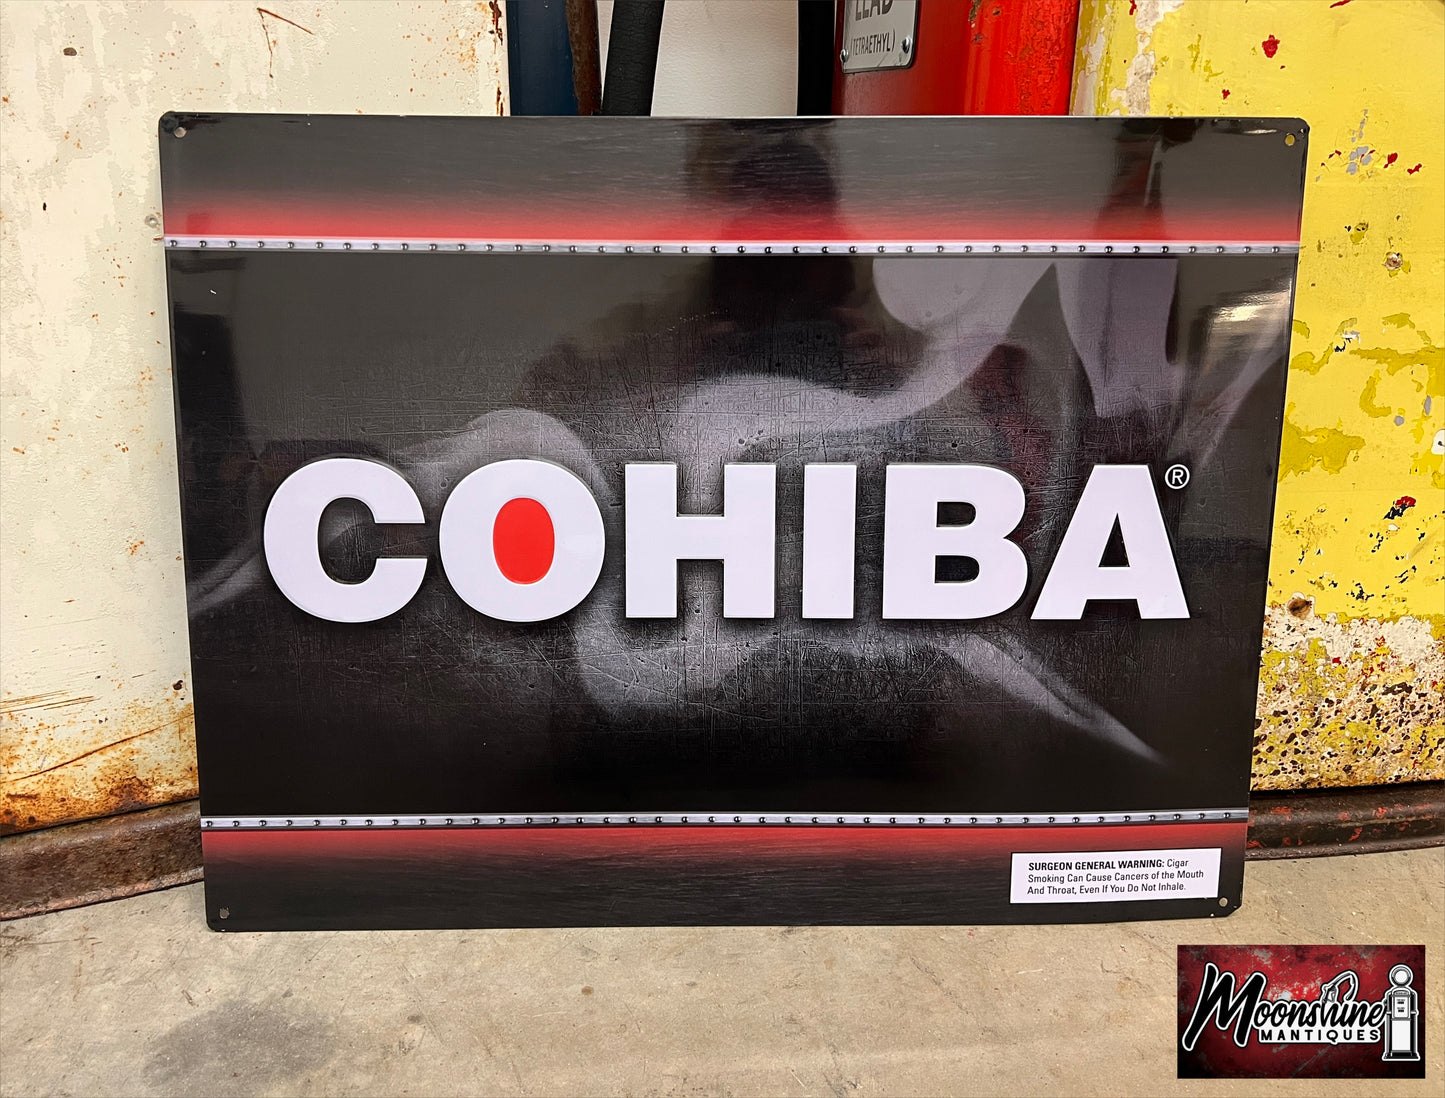 LEAD
(TETRAETHYL)
COHIBA®
SURGEON GENERAL WARNING: Cigar
Smoking Can Cause Cancers of the Mouth
And Throat, Even If You Do Not Inhale.
Moonshine
MANTIQUES